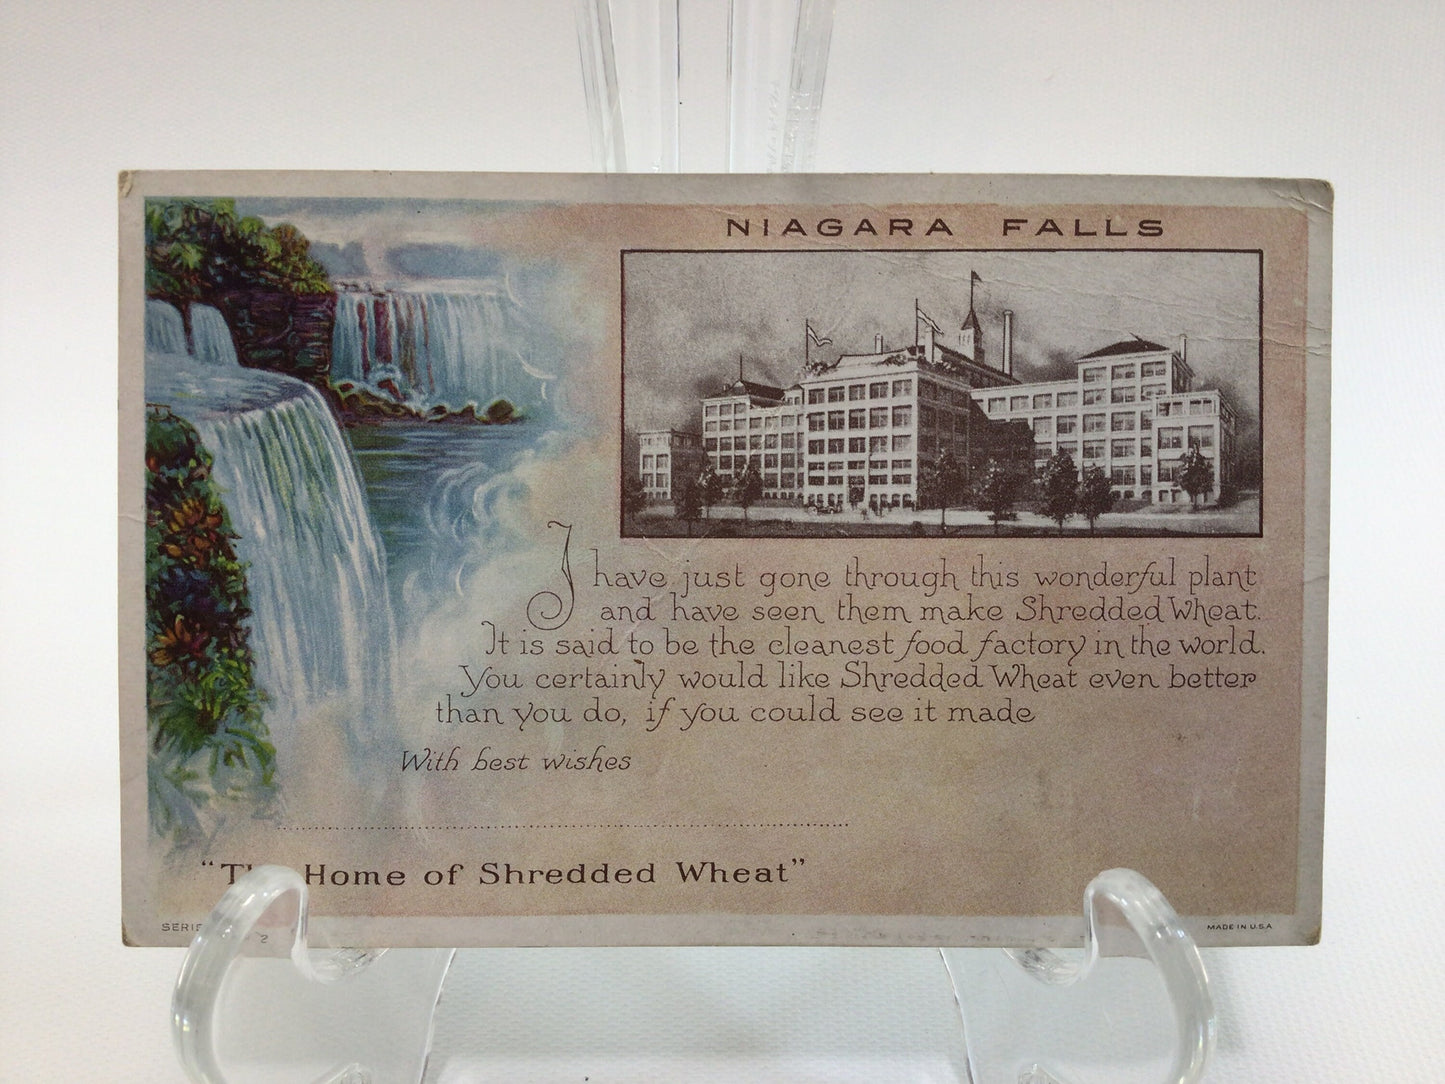 NIAGARA FALLS
I have just gone through this wonderful plant
and have seen them make Shredded Wheat.
It is said to be the cleanest food factory in the world.
You certainly would like Shredded Wheat even better
than you do, if you could see it made
With best wishes
"The Home of Shredded Wheat"
2
MADE IN U.S.A